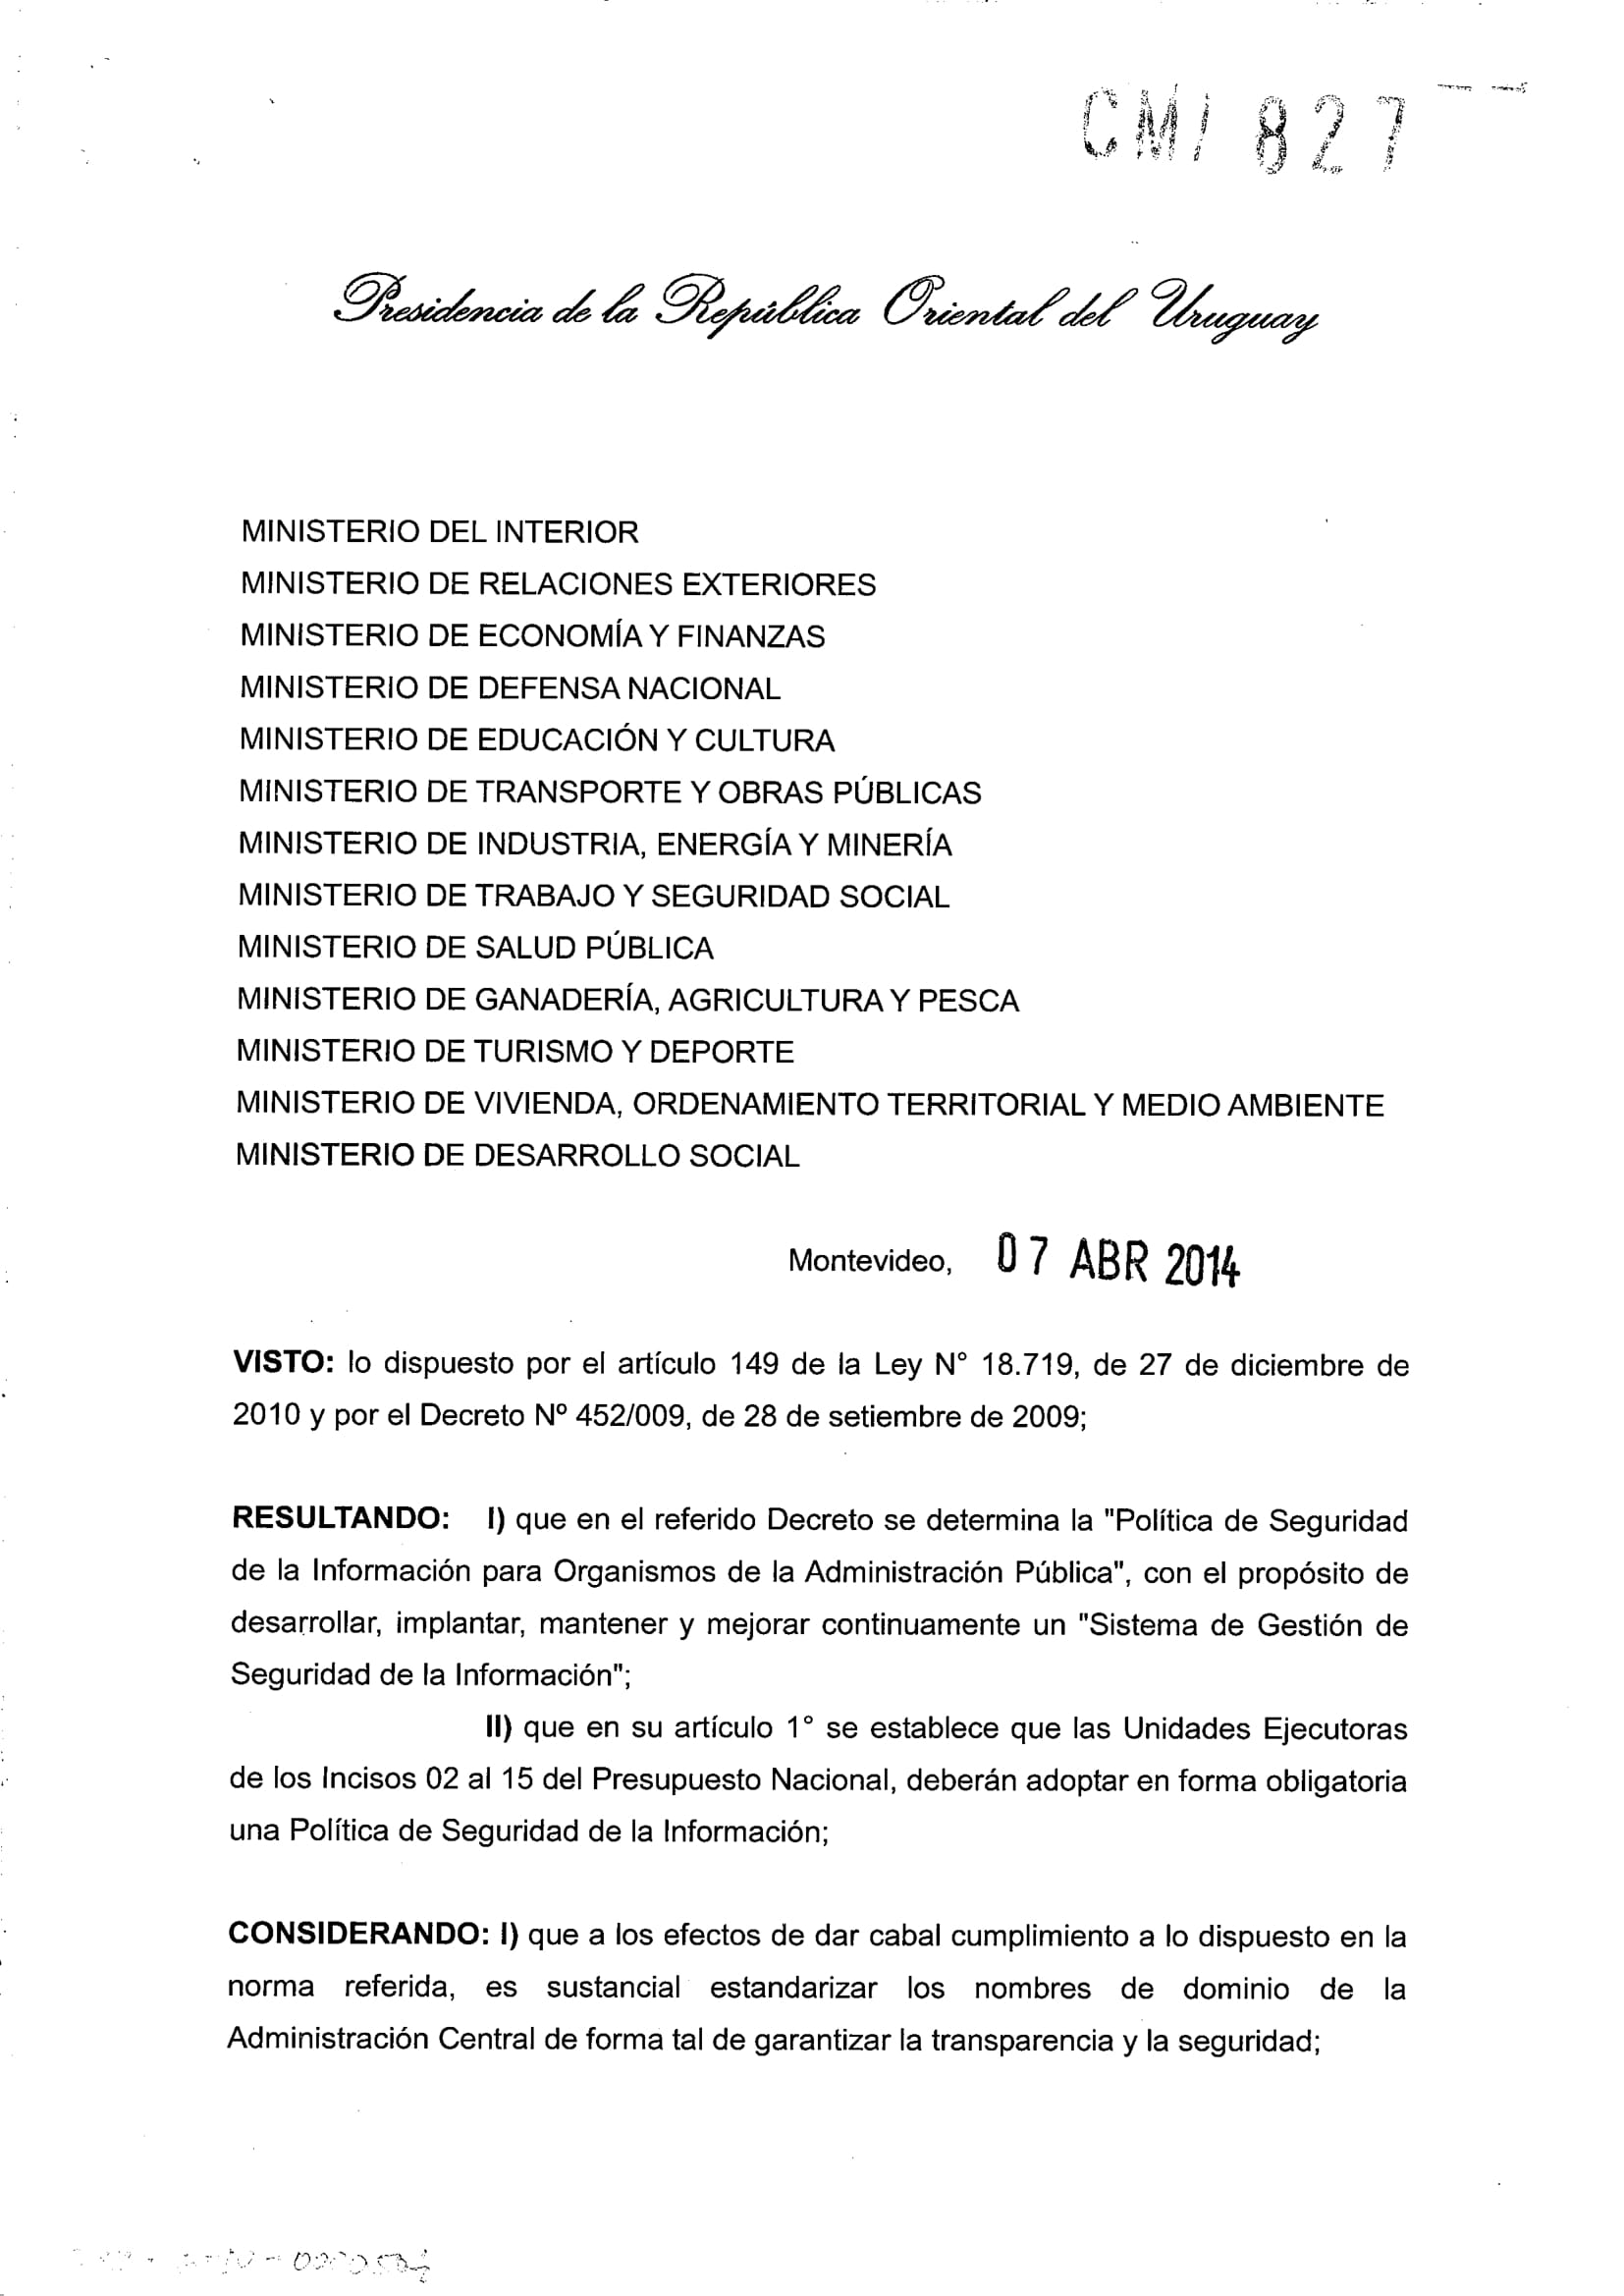 CM/ 827
Presidencia de la República Oriental del Uruguay
MINISTERIO DEL INTERIOR
MINISTERIO DE RELACIONES EXTERIORES
MINISTERIO DE ECONOMÍA Y FINANZAS
MINISTERIO DE DEFENSA NACIONAL
MINISTERIO DE EDUCACIÓN Y CULTURA
MINISTERIO DE TRANSPORTE Y OBRAS PÚBLICAS
MINISTERIO DE INDUSTRIA, ENERGÍA Y MINERÍA
MINISTERIO DE TRABAJO Y SEGURIDAD SOCIAL
MINISTERIO DE SALUD PÚBLICA
MINISTERIO DE GANADERÍA, AGRICULTURA Y PESCA
MINISTERIO DE TURISMO Y DEPORTE
MINISTERIO DE VIVIENDA, ORDENAMIENTO TERRITORIAL Y MEDIO AMBIENTE
MINISTERIO DE DESARROLLO SOCIAL
Montevideo, 07 ABR 2014
VISTO: lo dispuesto por el artículo 149 de la Ley N° 18.719, de 27 de diciembre de
2010 y por el Decreto Nº 452/009, de 28 de setiembre de 2009;
RESULTANDO: I) que en el referido Decreto se determina la "Política de Seguridad
de la Información para Organismos de la Administración Pública", con el propósito de
desarrollar, implantar, mantener y mejorar continuamente un "Sistema de Gestión de
Seguridad de la Información";
II) que en su artículo 1° se establece que las Unidades Ejecutoras
de los Incisos 02 al 15 del Presupuesto Nacional, deberán adoptar en forma obligatoria
una Política de Seguridad de la Información;
CONSIDERANDO: I) que a los efectos de dar cabal cumplimiento a lo dispuesto en la
norma referida, es sustancial estandarizar los nombres de dominio de la
Administración Central de forma tal de garantizar la transparencia y la seguridad;